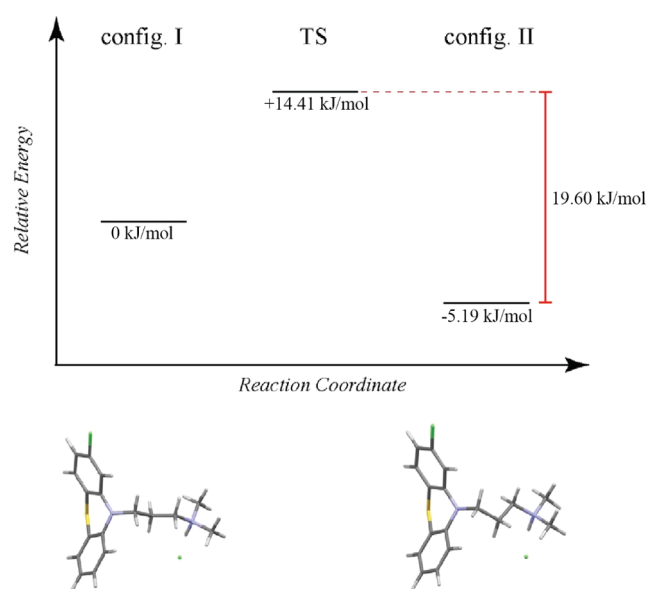 config. I
TS
config. II
+14.41 kJ/mol
19.60 kJ/mol
0 kJ/mol
-5.19 kJ/mol
Relative Energy
Reaction Coordinate